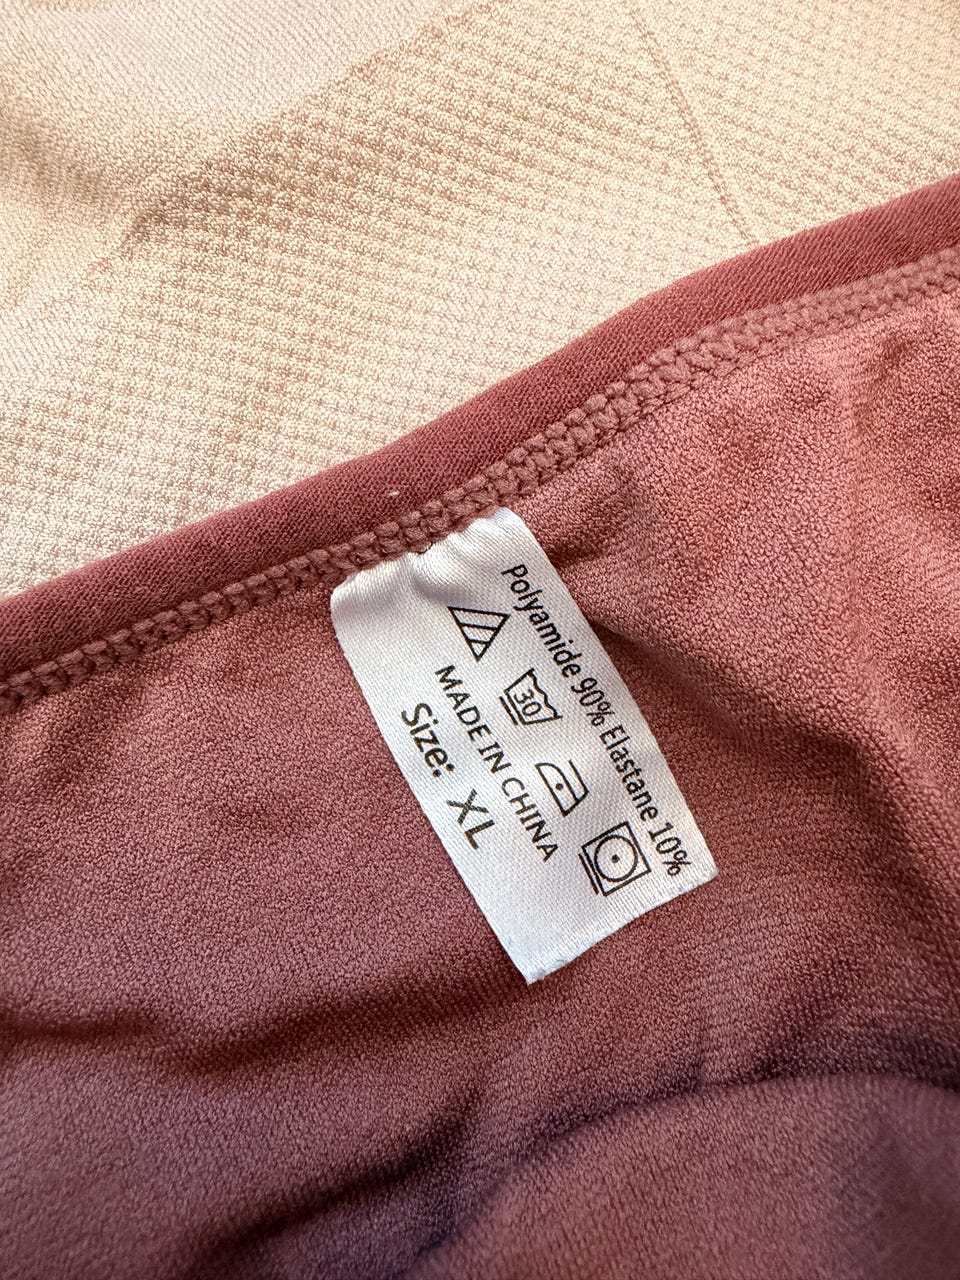 Polyamide 90% Elastane 10%
30
MADE IN CHINA
Size: XL